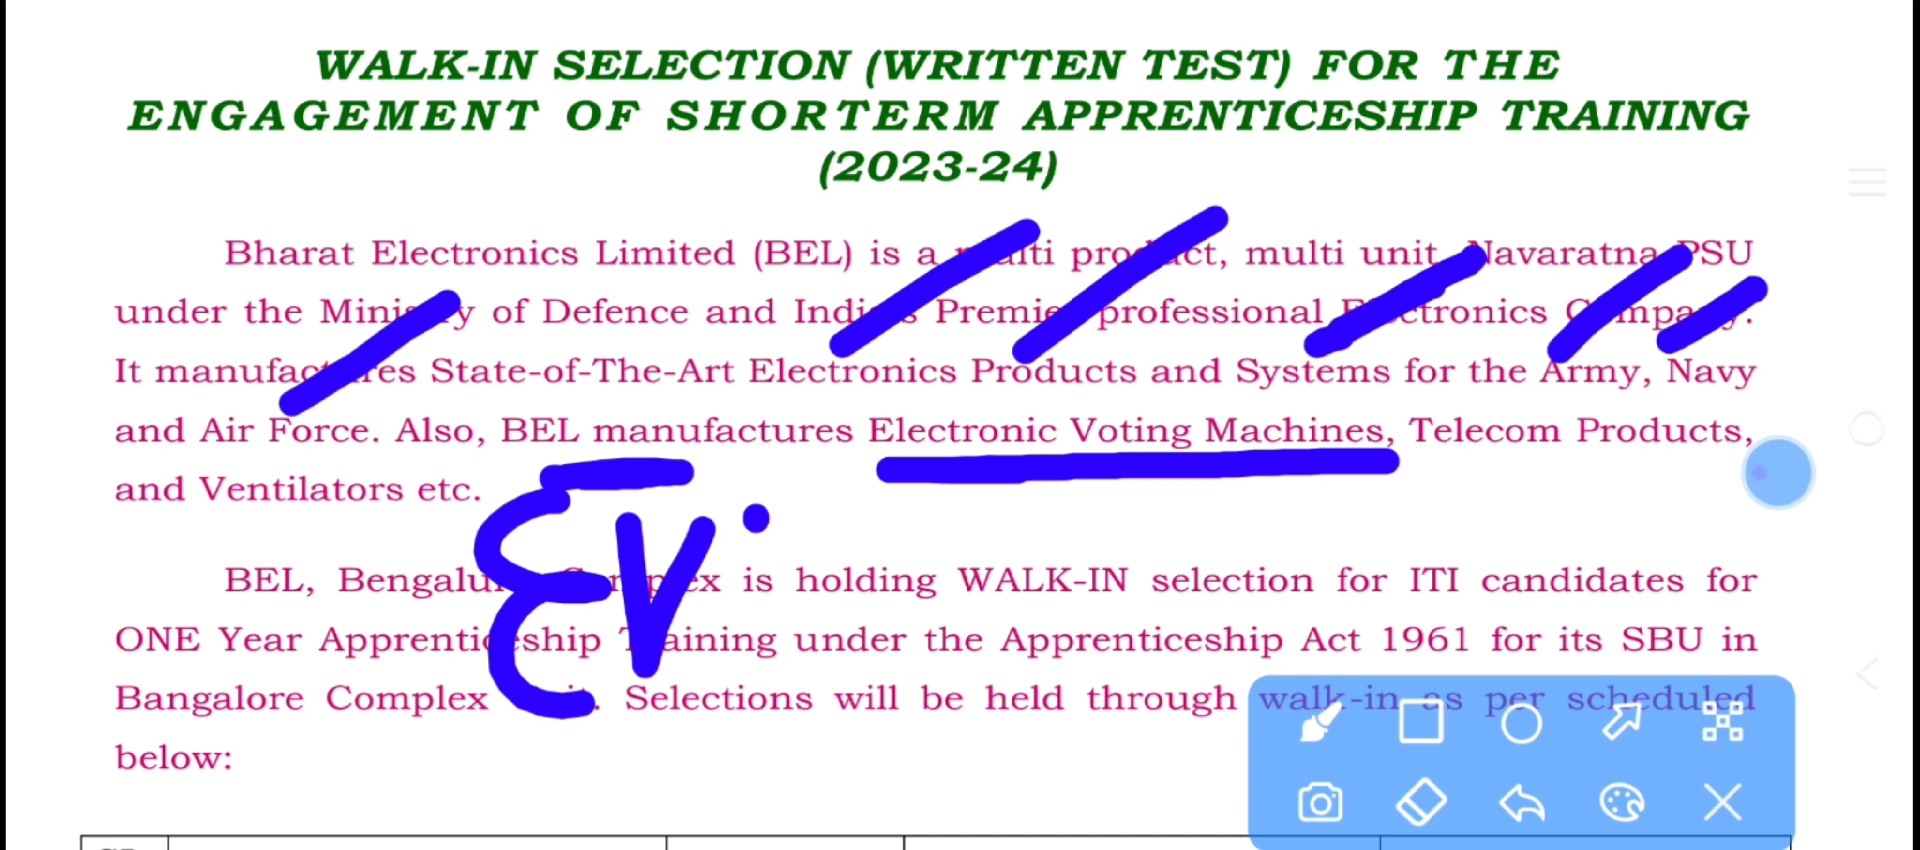 WALK-IN SELECTION (WRITTEN TEST) FOR THE
ENGAGEMENT OF SHORTERM APPRENTICESHIP TRAINING
(2023-24)
Bharat Electronics Limited (BEL) is a multi product, multi unit, Navaratna PSU
under the Ministry of Defence and India's Premier professional Electronics Company.
It manufactures State-of-The-Art Electronics Products and Systems for the Army, Navy
and Air Force. Also, BEL manufactures Electronic Voting Machines, Telecom Products,
and Ventilators etc.
EV
BEL, Bengaluru Complex is holding WALK-IN selection for ITI candidates for
ONE Year Apprenticeship Training under the Apprenticeship Act 1961 for its SBU in
Bangalore Complex Selections will be held through walk-in as per scheduled
below: